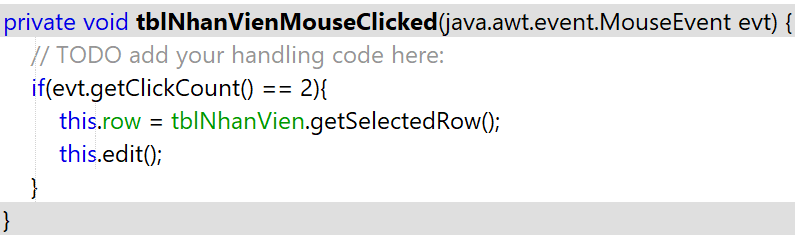 private void tblNhanVienMouseClicked(java.awt.event.MouseEvent evt) {
// TODO add your handling code here:
if(evt.getClickCount() == 2){
this.row = tblNhanVien.getSelectedRow();
this.edit();
}
}